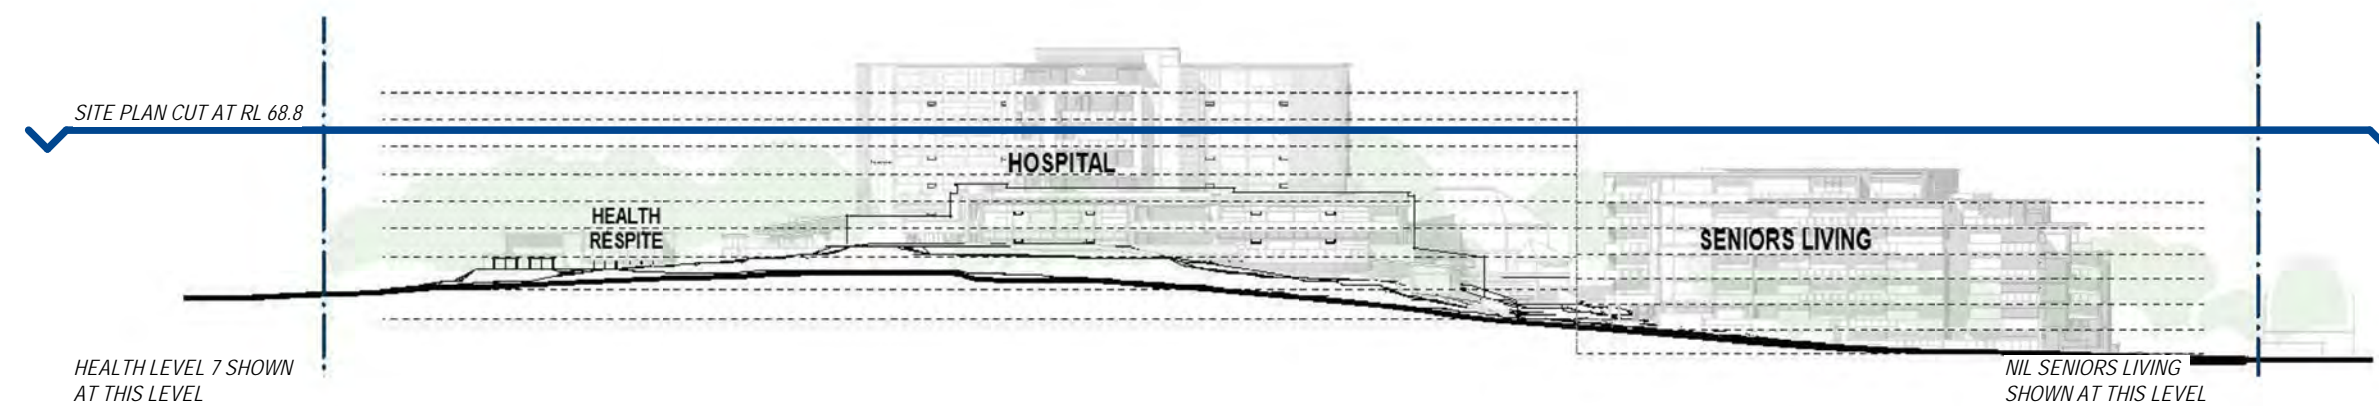 SITE PLAN CUT AT RL 68.8
HOSPITAL
HEALTH
RESPITE
SENIORS LIVING
HEALTH LEVEL 7 SHOWN
AT THIS LEVEL
NIL SENIORS LIVING
SHOWN AT THIS LEVEL